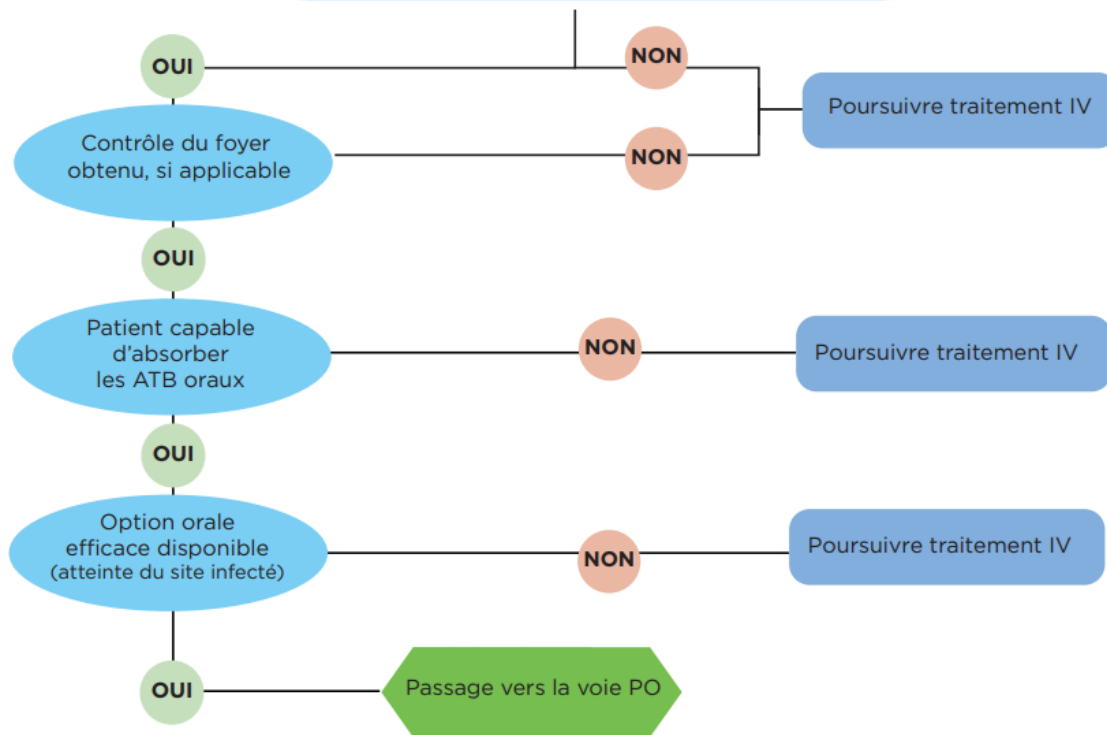 OUI
NON
Contrôle du foyer
obtenu, si applicable
NON
Poursuivre traitement IV
OUI
Patient capable
d'absorber
les ATB oraux
NON
Poursuivre traitement IV
OUI
Option orale
efficace disponible
(atteinte du site infecté)
NON
Poursuivre traitement IV
OUI
Passage vers la voie PO